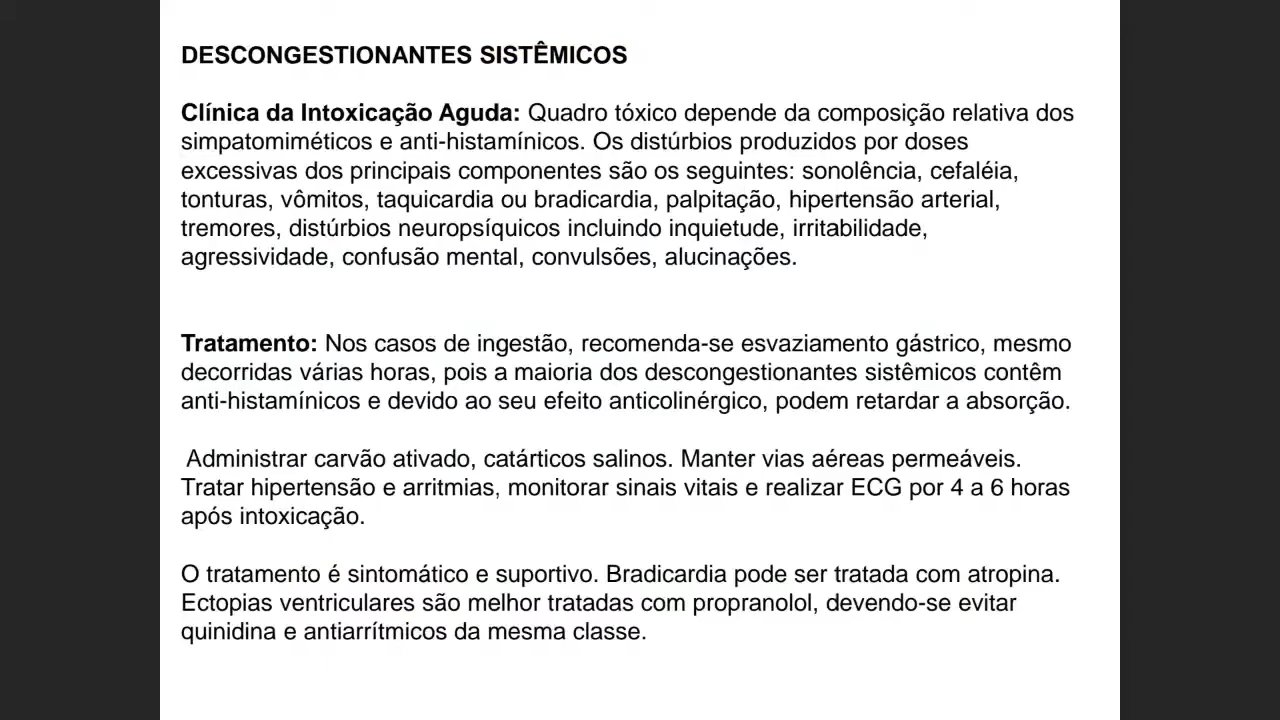 DESCONGESTIONANTES SISTÊMICOS
Clínica da Intoxicação Aguda: Quadro tóxico depende da composição relativa dos
simpatomiméticos e anti-histamínicos. Os distúrbios produzidos por doses
excessivas dos principais componentes são os seguintes: sonolência, cefaléia,
tonturas, vômitos, taquicardia ou bradicardia, palpitação, hipertensão arterial,
tremores, distúrbios neuropsíquicos incluindo inquietude, irritabilidade,
agressividade, confusão mental, convulsões, alucinações.
Tratamento: Nos casos de ingestão, recomenda-se esvaziamento gástrico, mesmo
decorridas várias horas, pois a maioria dos descongestionantes sistêmicos contêm
anti-histamínicos e devido ao seu efeito anticolinérgico, podem retardar a absorção.
Administrar carvão ativado, catárticos salinos. Manter vias aéreas permeáveis.
Tratar hipertensão e arritmias, monitorar sinais vitais e realizar ECG por 4 a 6 horas
após intoxicação.
O tratamento é sintomático e suportivo. Bradicardia pode ser tratada com atropina.
Ectopias ventriculares são melhor tratadas com propranolol, devendo-se evitar
quinidina e antiarrítmicos da mesma classe.